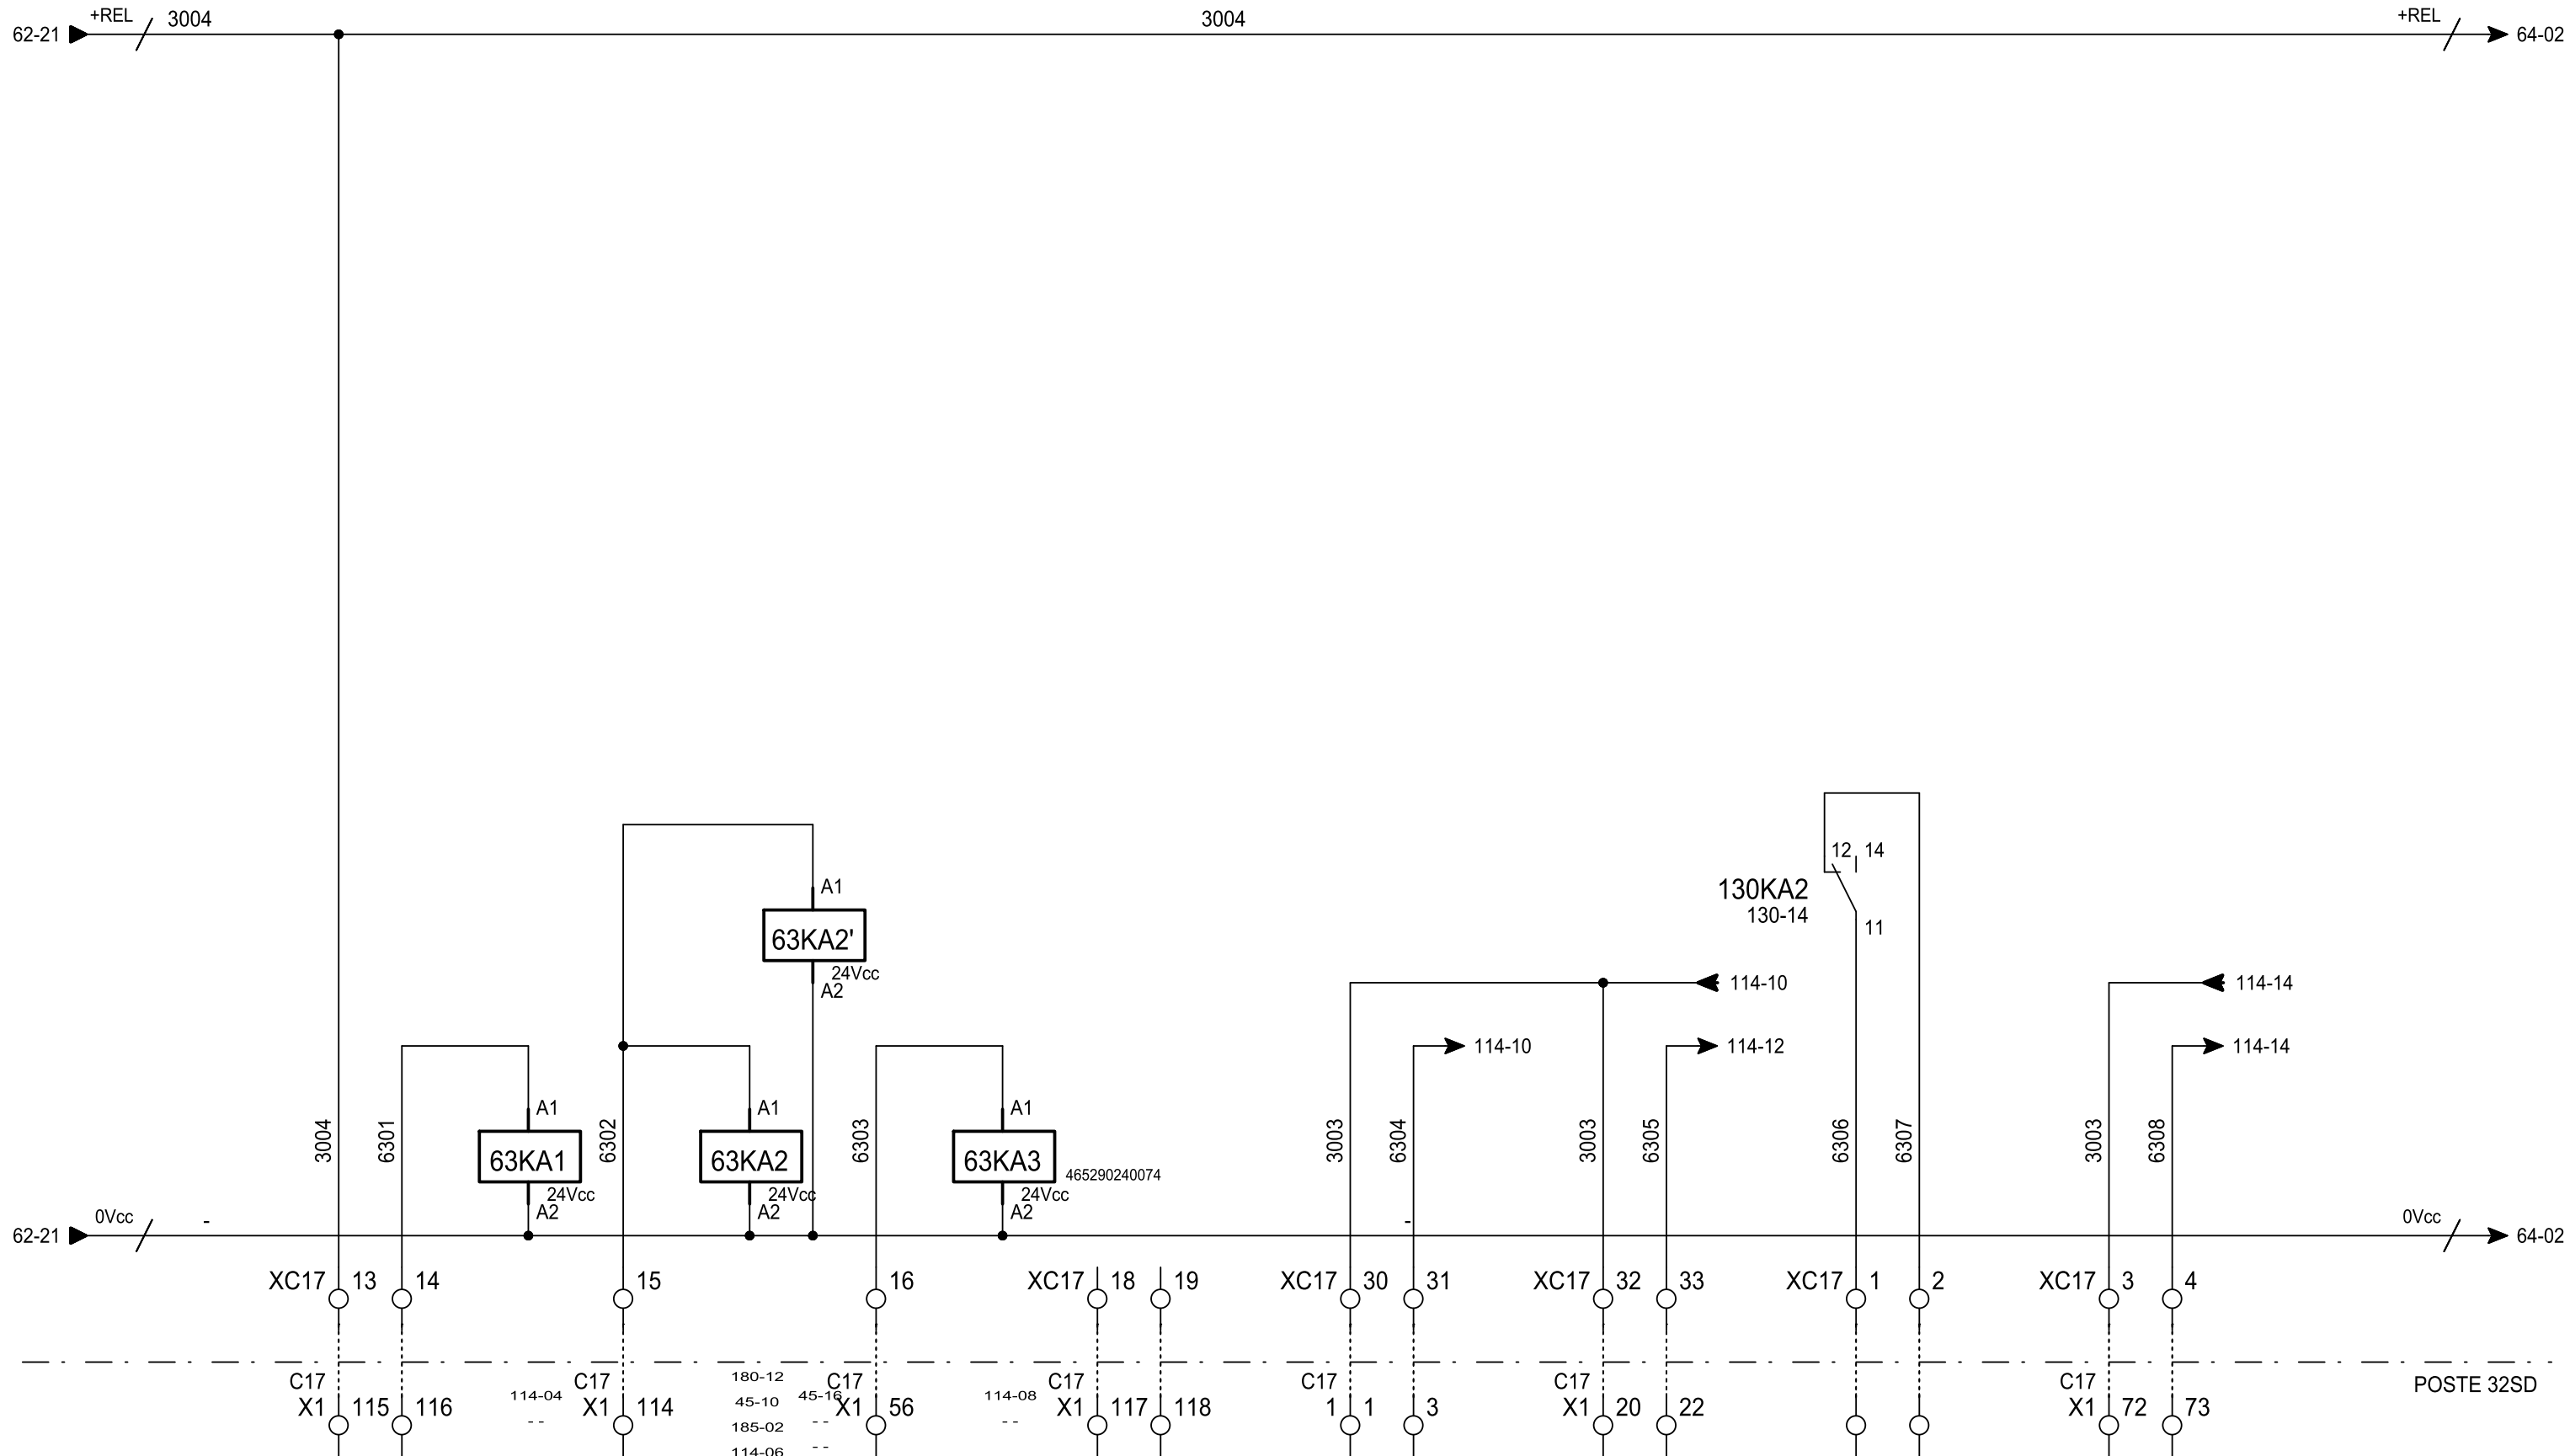 +REL 3004 3004 +REL
62-21 64-02
12 14
A1 130KA2
130-14 11
63KA2'
24Vcc
A2 114-10 114-14
114-10 114-12 114-14
A1 A1 A1
3004 6301 6302 6303 3003 6304 3003 6305 6306 6307 3003 6308
63KA1 63KA2 63KA3 465290240074
24Vcc 24Vcc 24Vcc
A2 A2 A2
0Vcc - - 0Vcc
62-21 64-02
XC17 13 14 15 16 XC17 18 19 XC17 30 31 XC17 32 33 XC17 1 2 XC17 3 4
C17 C17 180-12 C17 C17 C17 C17 C17 POSTE 32SD
114-04 45-10 45-16 114-08
X1 115 116 X1 114 X1 56 X1 117 118 1 1 3 X1 20 22 X1 72 73
-- 185-02 -- --
114-06 --